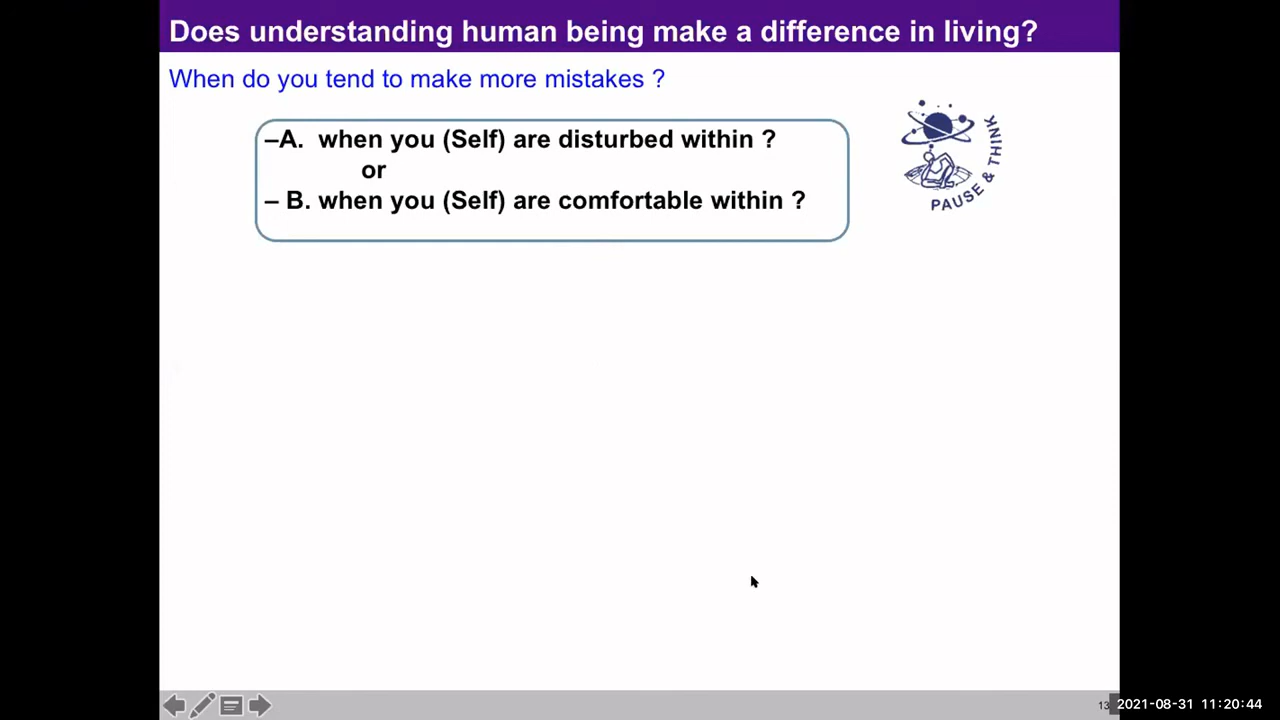 Does understanding human being make a difference in living?
When do you tend to make more mistakes ?
–A. when you (Self) are disturbed within ?
or
– B. when you (Self) are comfortable within ?
PAUSE & THINK
13
2021-08-31 11:20:44